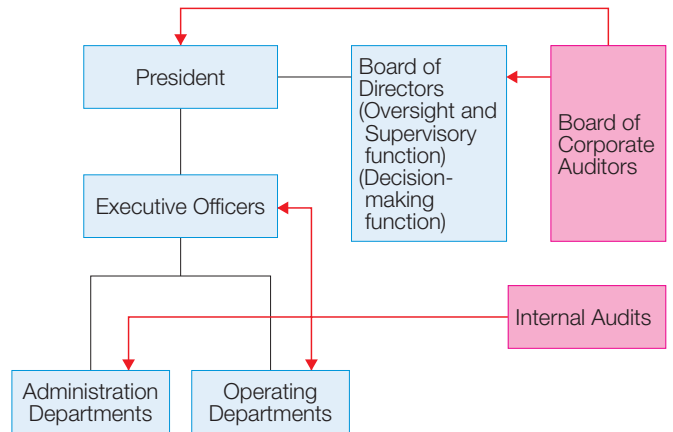 President
Board of
Directors
(Oversight and
Supervisory
function)
(Decision-
making
function)
Board of
Corporate
Auditors
Executive Officers
Internal Audits
Administration
Departments
Operating
Departments